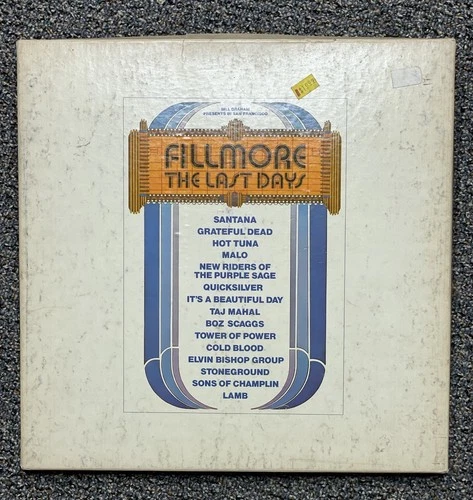 BILL GRAHAM
PRESENTS IN SAN FRANCISCO
FILLMORE
THE LAST DAYS
SANTANA
GRATEFUL DEAD
HOT TUNA
MALO
NEW RIDERS OF
THE PURPLE SAGE
QUICKSILVER
IT'S A BEAUTIFUL DAY
TAJ MAHAL
BOZ SCAGGS
TOWER OF POWER
COLD BLOOD
ELVIN BISHOP GROUP
STONEGROUND
SONS OF CHAMPLIN
LAMB